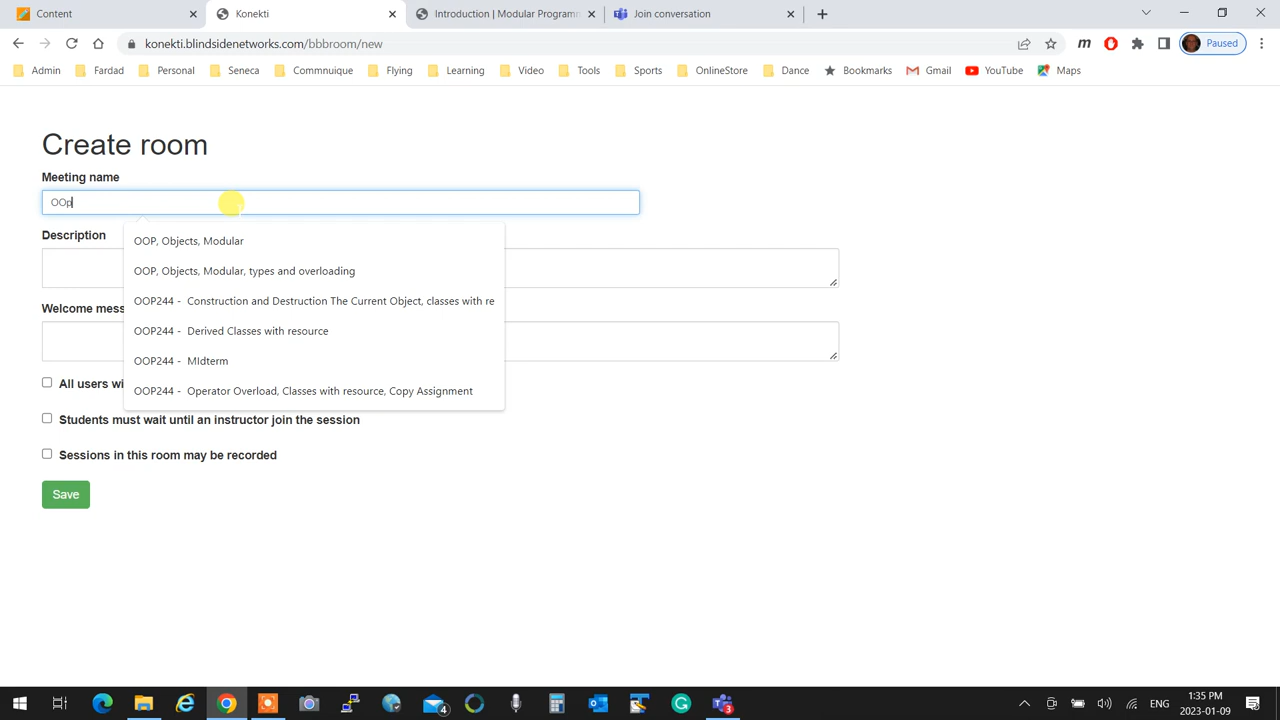 Content
Konekti
Introduction | Modular Programm
Join conversation
konekti.blindsidenetworks.com/bbbroom/new
Paused
Admin
Fardad
Personal
Seneca
Commnuique
Flying
Learning
Video
Tools
Sports
OnlineStore
Dance
Bookmarks
Gmail
YouTube
Maps
Create room
Meeting name
OOp
Description
OOP, Objects, Modular
OOP, Objects, Modular, types and overloading
OOP244 - Construction and Destruction The Current Object, classes with re
Welcome mess
OOP244 - Derived Classes with resource
OOP244 - MIdterm
All users wi
OOP244 - Operator Overload, Classes with resource, Copy Assignment
Students must wait until an instructor join the session
Sessions in this room may be recorded
Save
4
3
ENG
1:35 PM
2023-01-09